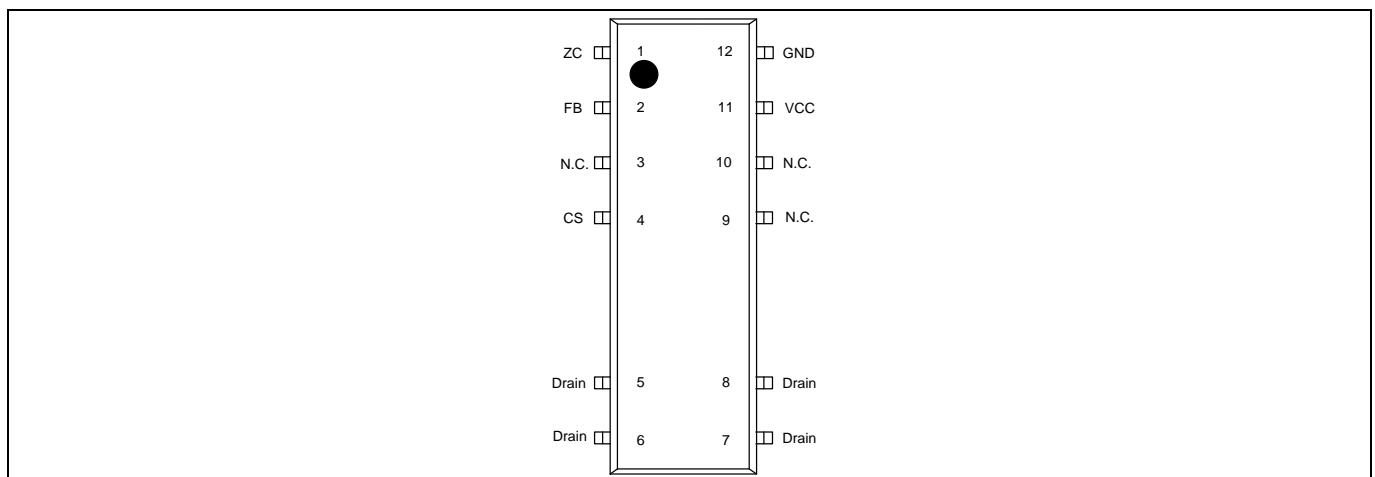 ZC 1 12 GND
FB 2 11 VCC
N.C. 3 10 N.C.
CS 4 9 N.C.
Drain 5 8 Drain
Drain 6 7 Drain